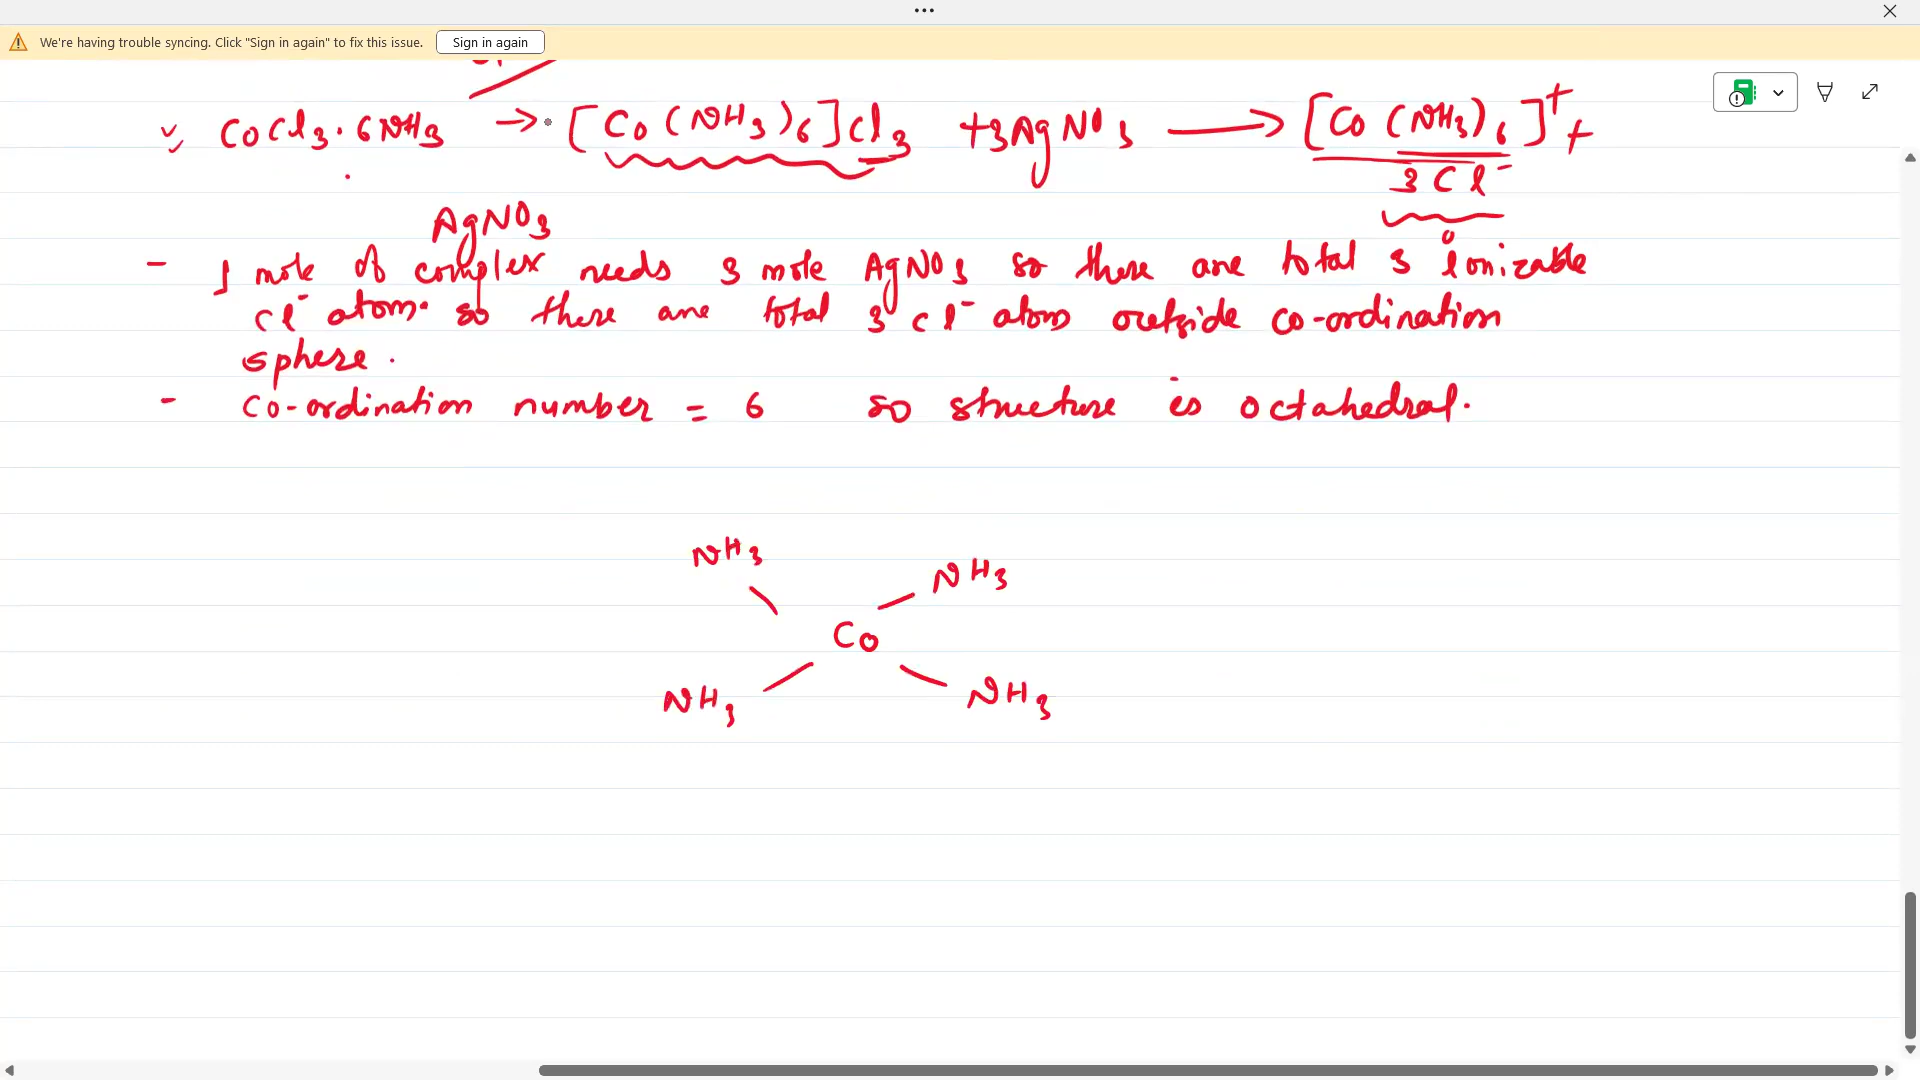 We're having trouble syncing. Click "Sign in again" to fix this issue. Sign in again
CoCl3·6NH3 → [Co(NH3)6]Cl3 + 3AgNO3 → [Co(NH3)6]+ +
3Cl-
AgNO3
- 1 mole of complex needs 3 mole AgNO3 so there are total 3 ionizable
Cl- atom. so there are total 3 Cl- atom outside co-ordination
sphere.
- Co-ordination number = 6 so structure is octahedral.
NH3 NH3
Co
NH3 NH3